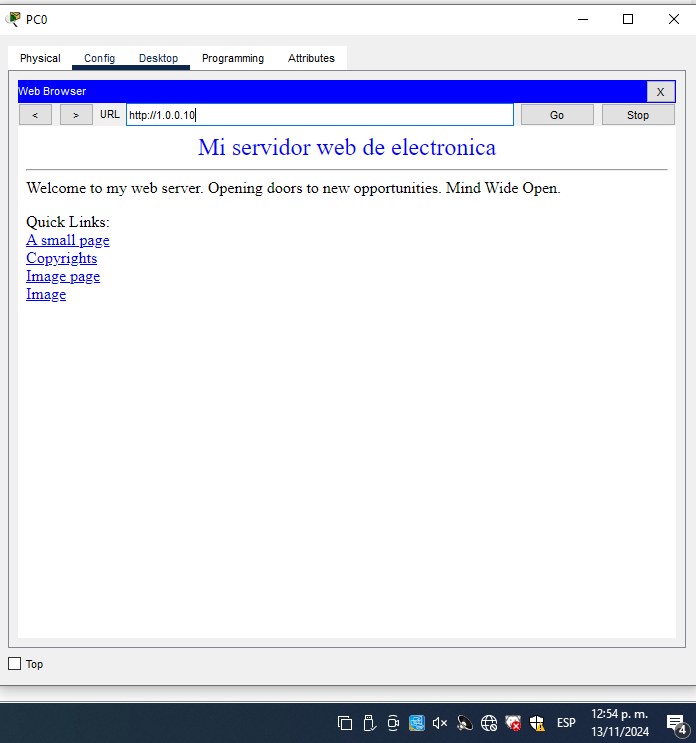 PC0
Physical Config Desktop Programming Attributes
Web Browser X
< > URL http://1.0.0.10 Go Stop
Mi servidor web de electronica
Welcome to my web server. Opening doors to new opportunities. Mind Wide Open.
Quick Links:
A small page
Copyrights
Image page
Image
Top
ESP 12:54 p. m.
13/11/2024 4